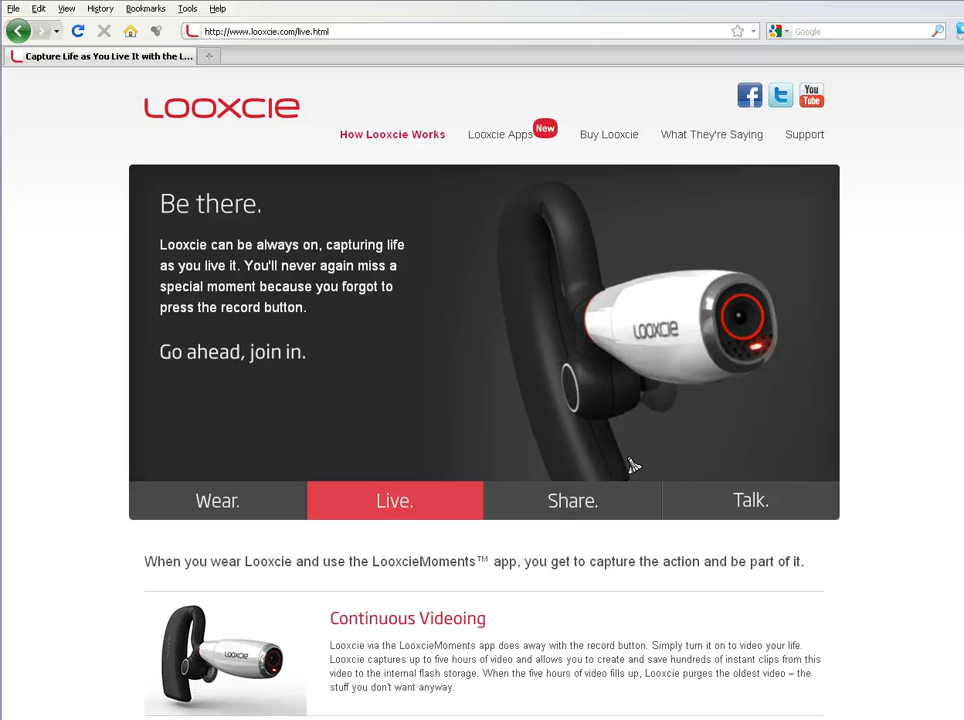 File Edit View History Bookmarks Tools Help
http://www.looxcie.com/live.html
Google
Capture Life as You Live It with the L...
LOOXCIE
You Tube
How Looxcie Works Looxcie Apps New Buy Looxcie What They're Saying Support
Be there.
Looxcie can be always on, capturing life
as you live it. You'll never again miss a
special moment because you forgot to
press the record button.
Go ahead, join in.
LOOXCIE
Wear. Live. Share. Talk.
When you wear Looxcie and use the LooxcieMoments™ app, you get to capture the action and be part of it.
LOOXCIE
Continuous Videoing
Looxcie via the LooxcieMoments app does away with the record button. Simply turn it on to video your life.
Looxcie captures up to five hours of video and allows you to create and save hundreds of instant clips from this
video to the internal flash storage. When the five hours of video fills up, Looxcie purges the oldest video – the
stuff you don't want anyway.